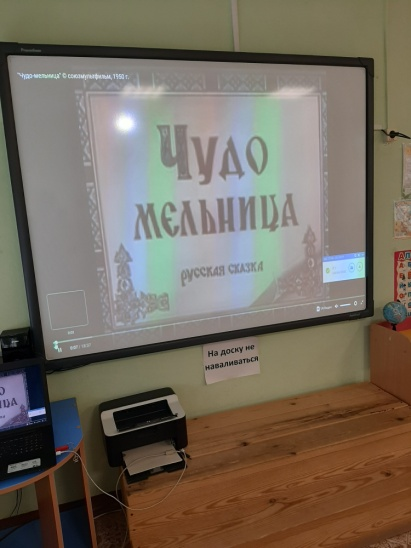 "Чудо-мельница" © союзмультфильм, 1950 г.
Чудо
мельница
русская сказка
На доску не
наваливаться